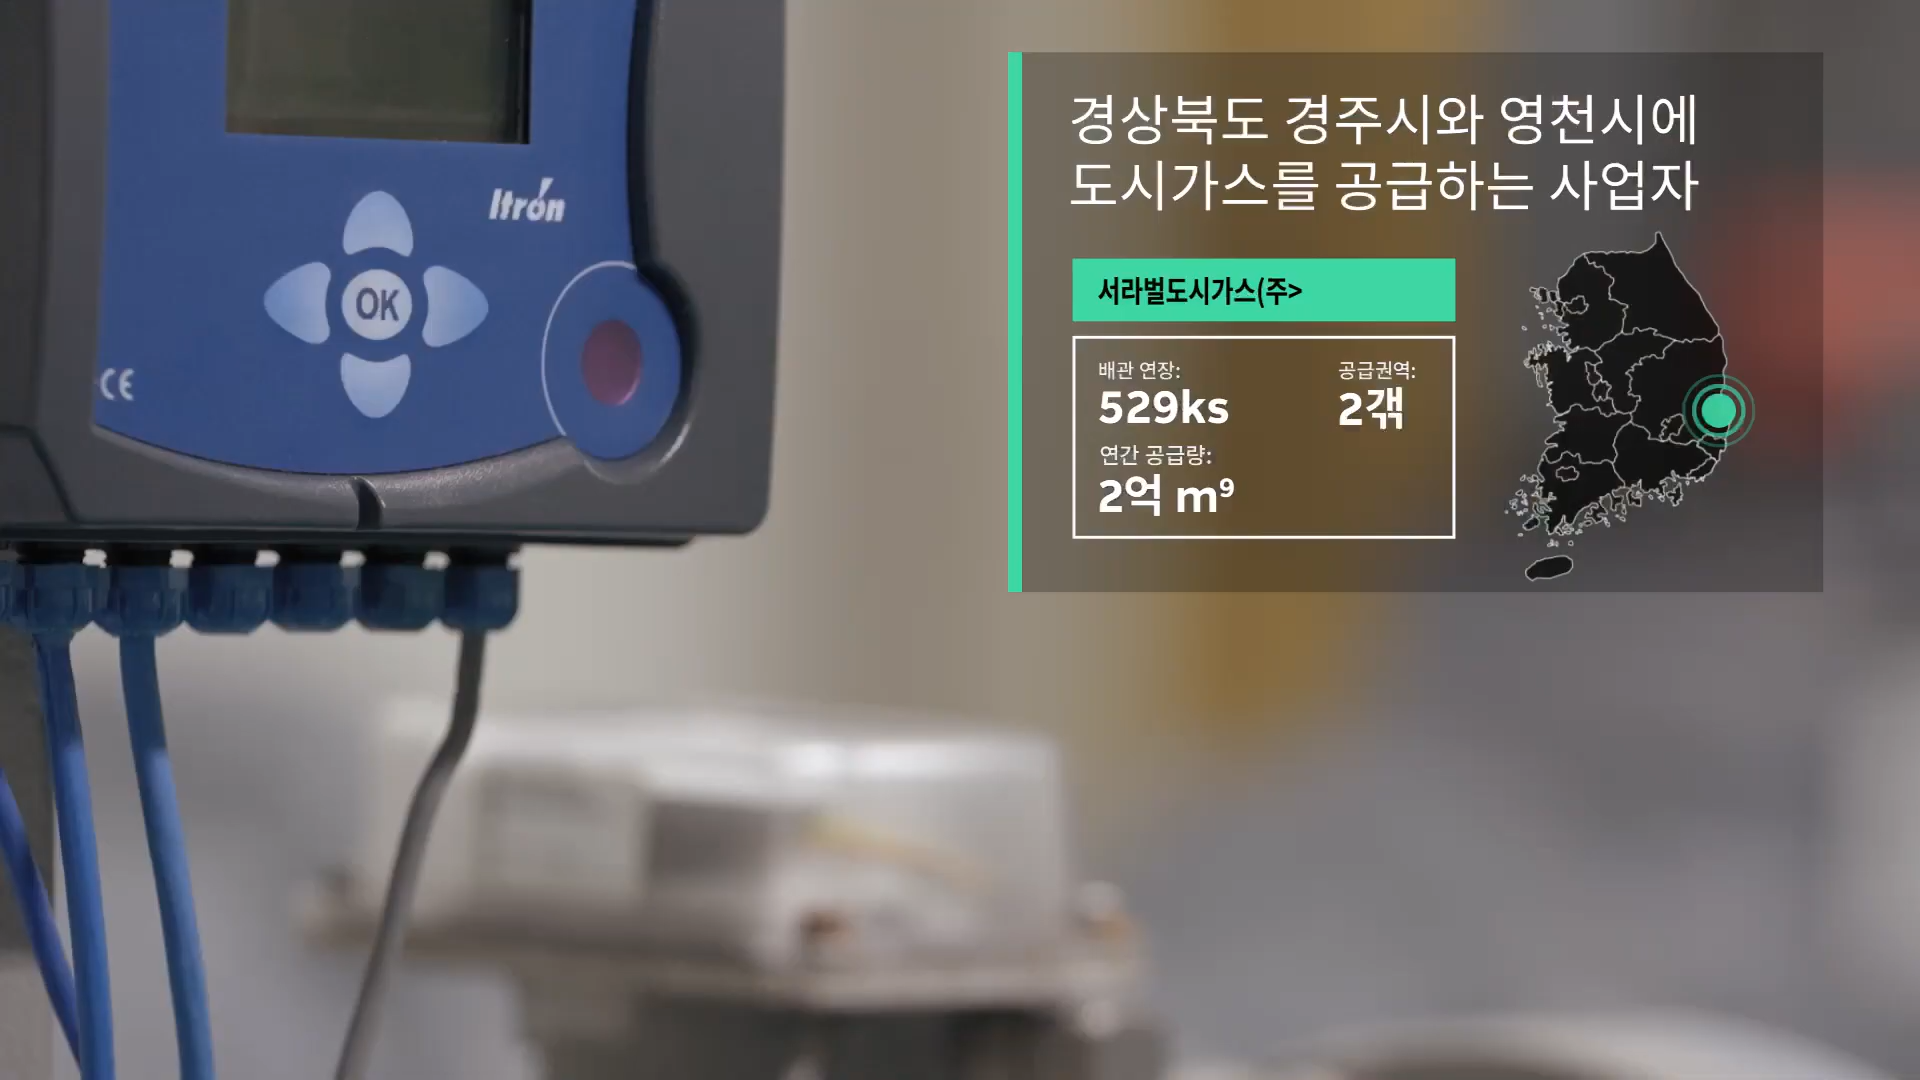 Itron
OK
CE
경상북도 경주시와 영천시에
도시가스를 공급하는 사업자
서라벌도시가스(주>
배관 연장:
529ks
공급권역:
2갞
연간 공급량:
2억 m⁹